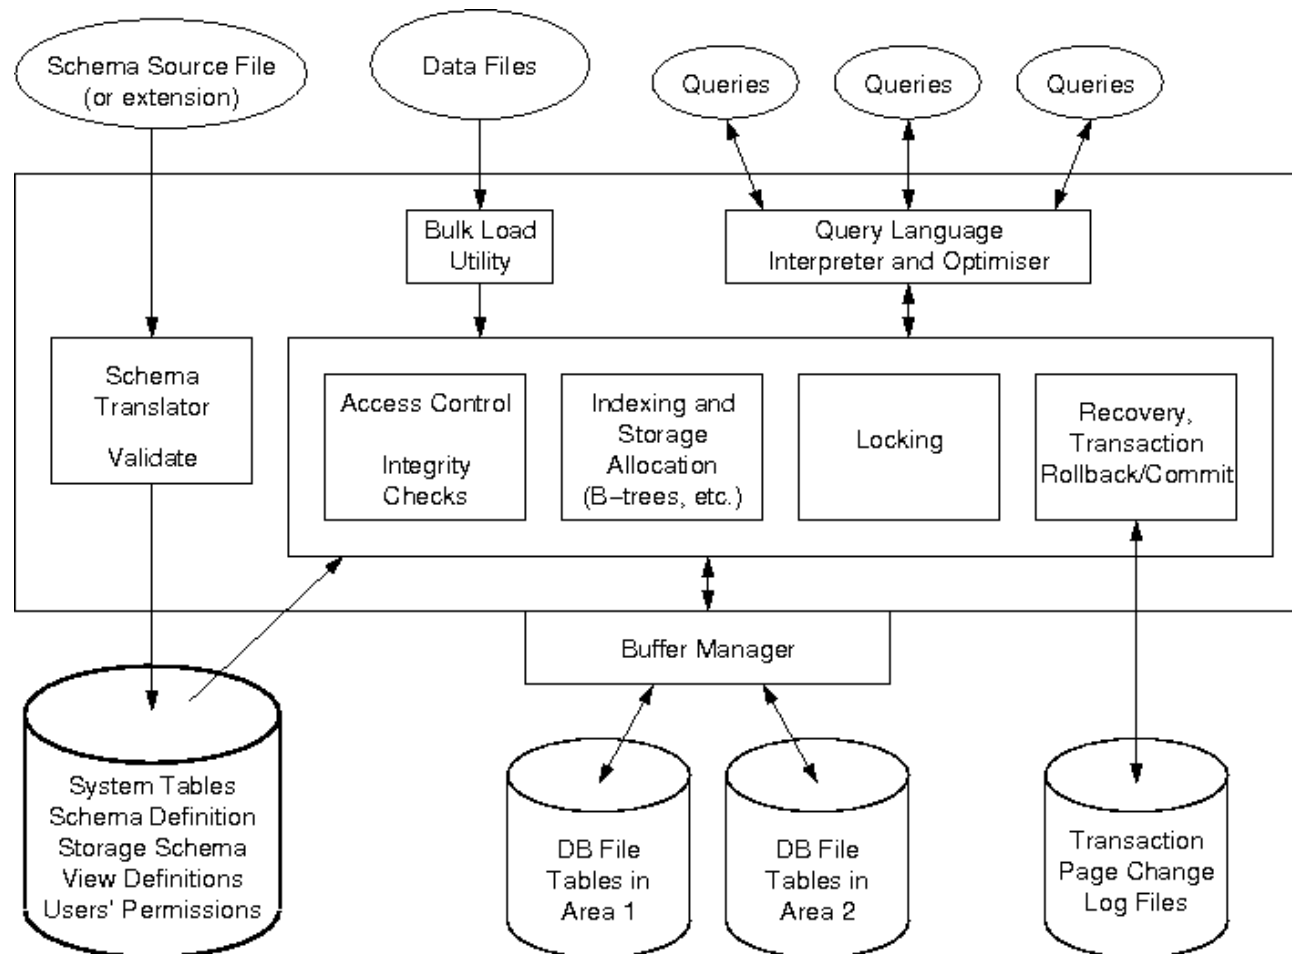 Schema Source File
(or extension)
Data Files
Queries
Queries
Queries
Bulk Load
Utility
Query Language
Interpreter and Optimiser
Schema
Translator
Validate
Access Control
Integrity
Checks
Indexing and
Storage
Allocation
(B-trees, etc.)
Locking
Recovery,
Transaction
Rollback/Commit
Buffer Manager
System Tables
Schema Definition
Storage Schema
View Definitions
Users' Permissions
DB File
Tables in
Area 1
DB File
Tables in
Area 2
Transaction
Page Change
Log Files